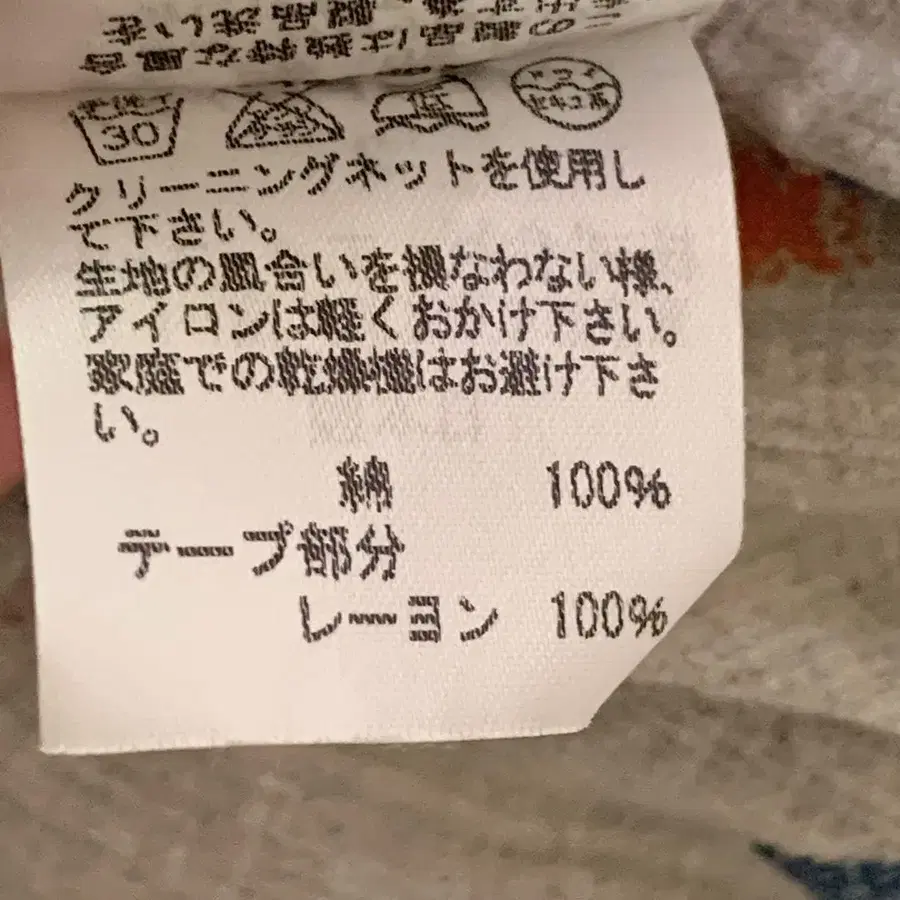 30
低
クリーニングネットを使用し
て下さい。
生地の風合いを損なわない様、
アイロンは軽くおかけ下さい。
家庭での乾燥機はお避け下さ
い。
綿 100%
テープ部分
レーヨン 100%